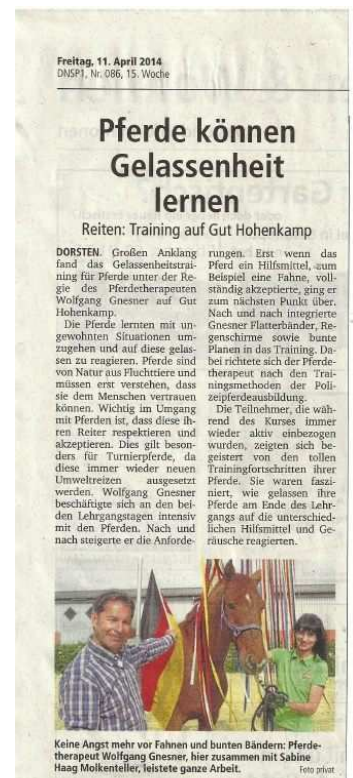 Freitag, 11. April 2014
DNSP1, Nr. 086, 15. Woche
Pferde können
Gelassenheit
lernen
Reiten: Training auf Gut Hohenkamp
DORSTEN. Großen Anklang
fand das Gelassenheitstrai-
ning für Pferde unter der Re-
gie des Pferdetherapeuten
Wolfgang Gnesner auf Gut
Hohenkamp.
Die Pferde lernten mit un-
gewohnten Situationen um-
zugehen und auf diese gelas-
sen zu reagieren. Pferde sind
von Natur aus Fluchttiere und
müssen erst verstehen, dass
sie dem Menschen vertrauen
können. Wichtig im Umgang
mit Pferden ist, dass diese ih-
ren Reiter respektieren und
akzeptieren. Dies gilt beson-
ders für Turnierpferde, da
diese immer wieder neuen
Umweltreizen ausgesetzt
werden. Wolfgang Gnesner
beschäftigte sich an den bei-
den Lehrgangstagen intensiv
mit den Pferden. Nach und
nach steigerte er die Anforde-
rungen. Erst wenn das
Pferd ein Hilfsmittel, zum
Beispiel eine Fahne, voll-
ständig akzeptierte, ging er
zum nächsten Punkt über.
Nach und nach integrierte
Gnesner Flatterbänder, Re-
genschirme sowie bunte
Planen in das Training. Da-
bei richtete sich der Pferde-
therapeut nach den Trai-
ningsmethoden der Poli-
zeipferdeausbildung.
Die Teilnehmer, die wäh-
rend des Kurses immer
wieder aktiv einbezogen
wurden, zeigten sich be-
geistert von den tollen
Trainingfortschritten ihrer
Pferde. Sie waren faszi-
niert, wie gelassen ihre
Pferde am Ende des Lehr-
gangs auf die unterschied-
lichen Hilfsmittel und Ge-
räusche reagierten.
Keine Angst mehr vor Fahnen und bunten Bändern: Pferde-
therapeut Wolfgang Gnesner, hier zusammen mit Sabine
Haag Molkenteller, leistete ganze Arbeit.
Foto privat